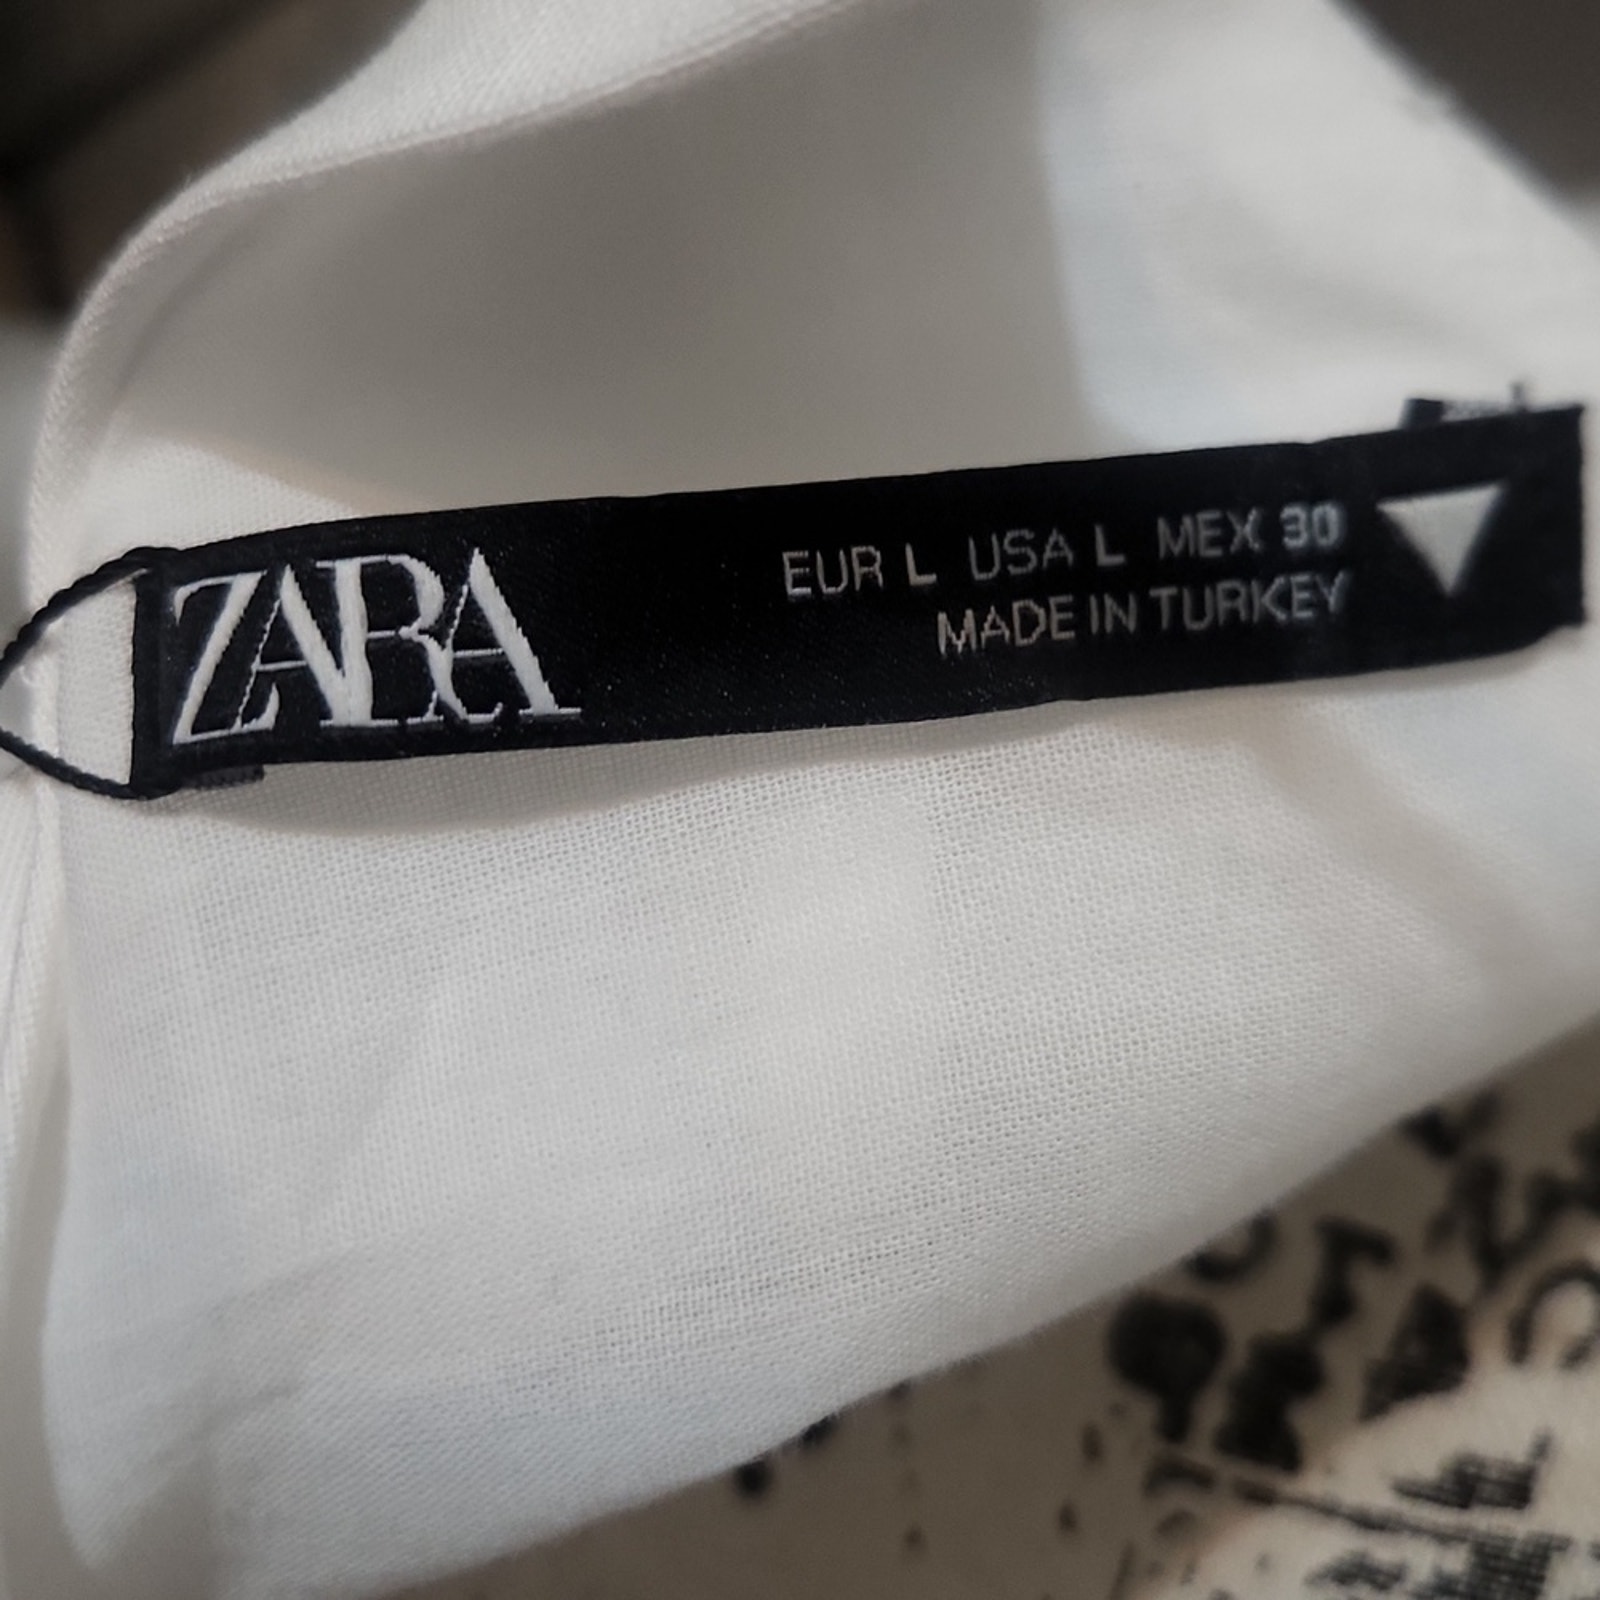 ZARA
EUR L USA L MEX 30
MADE IN TURKEY